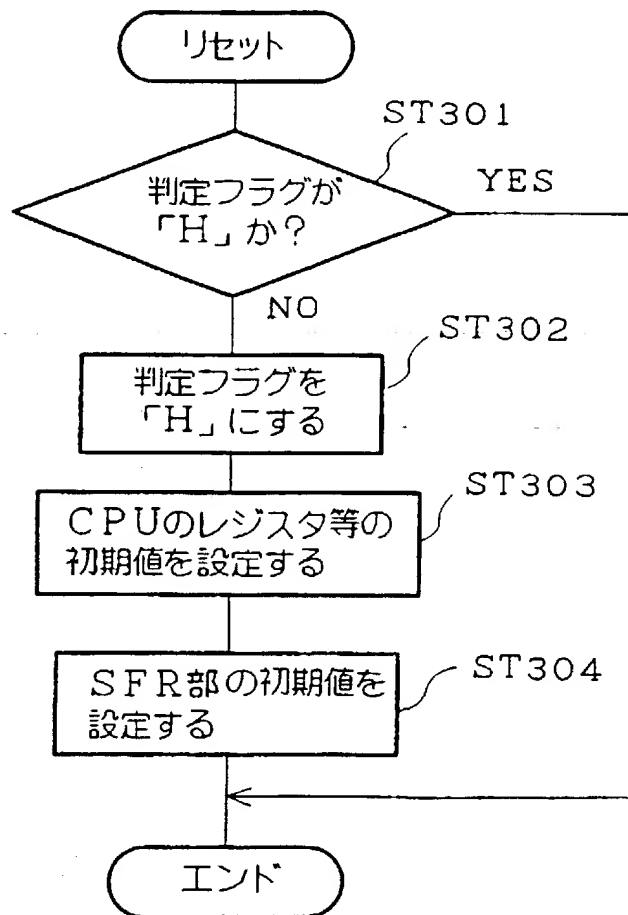 リセット
ST301
判定フラグが
「H」か?
YES
NO
ST302
判定フラグを
「H」にする
ST303
CPUのレジスタ等の
初期値を設定する
ST304
SFR部の初期値を
設定する
エンド